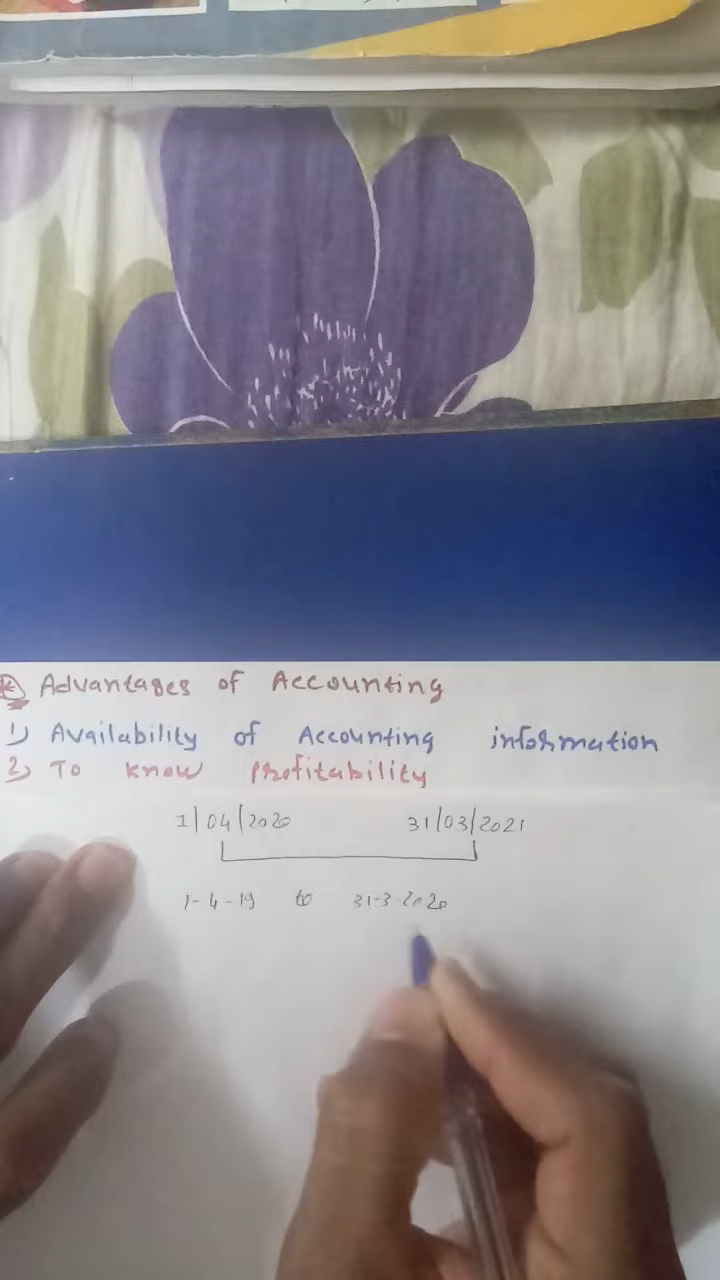 Advantages of Accounting
1) Availability of Accounting information
2) To know Profitability
1/04/2020 31/03/2021
1-4-19 to 31-3-2020